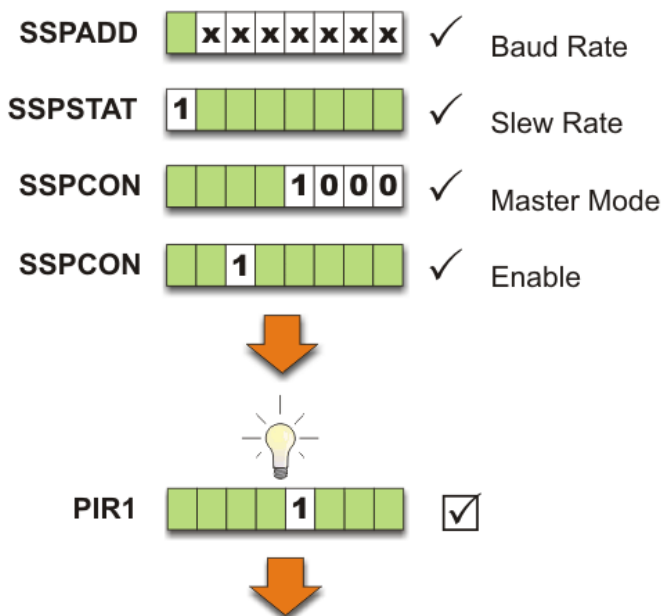 SSPADD x x x x x x x ✓ Baud Rate
SSPSTAT 1 ✓ Slew Rate
SSPCON 1 0 0 0 ✓ Master Mode
SSPCON 1 ✓ Enable
PIR1 1 ☑